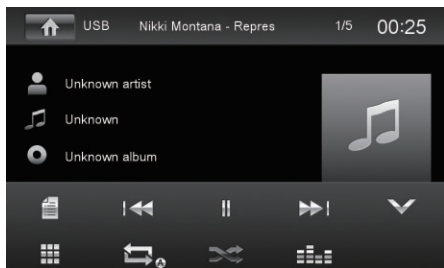 USB Nikki Montana - Repres 1/5 00:25
Unknown artist
Unknown
Unknown album
A